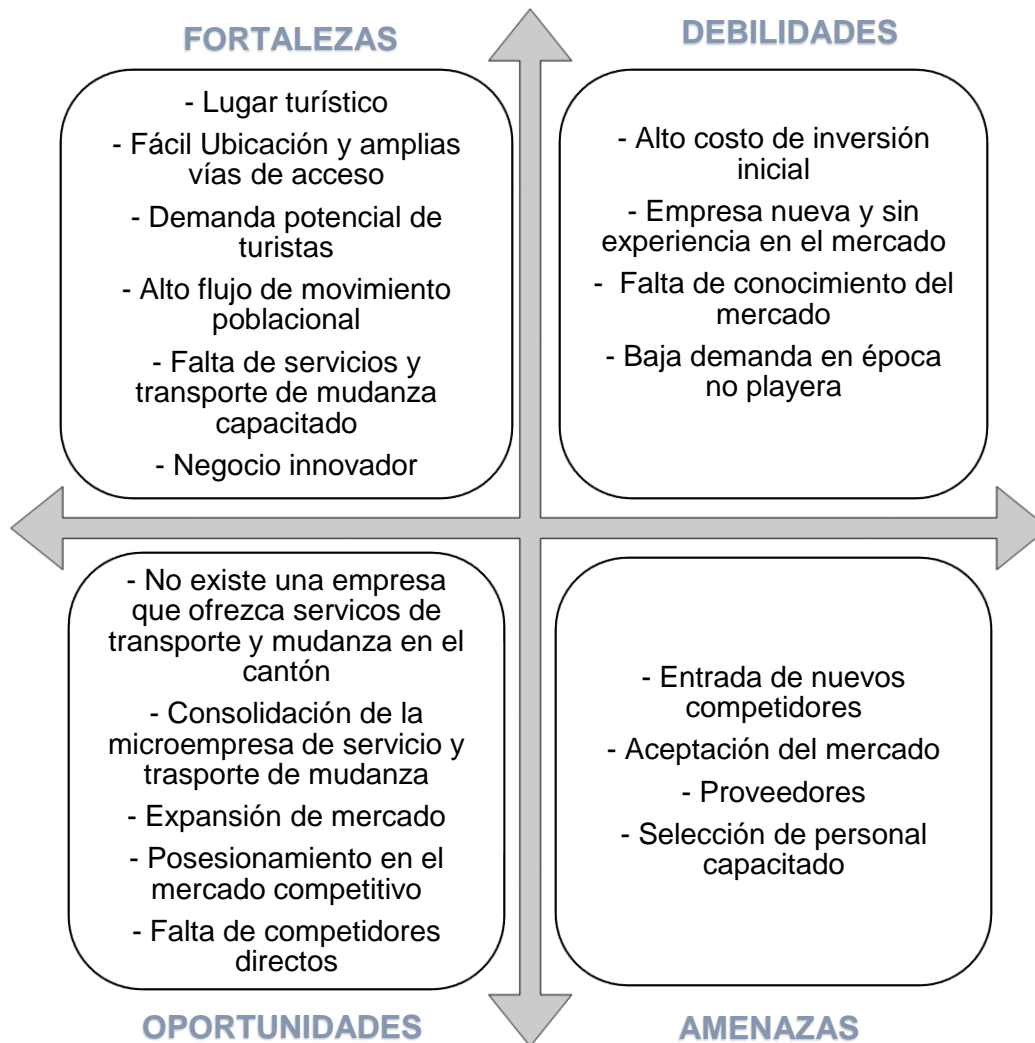 FORTALEZAS
- Lugar turístico
- Fácil Ubicación y amplias
vías de acceso
- Demanda potencial de
turistas
- Alto flujo de movimiento
poblacional
- Falta de servicios y
transporte de mudanza
capacitado
- Negocio innovador
DEBILIDADES
- Alto costo de inversión
inicial
- Empresa nueva y sin
experiencia en el mercado
- Falta de conocimiento del
mercado
- Baja demanda en época
no playera
- No existe una empresa
que ofrezca servicos de
transporte y mudanza en el
cantón
- Consolidación de la
microempresa de servicio y
trasporte de mudanza
- Expansión de mercado
- Posesionamiento en el
mercado competitivo
- Falta de competidores
directos
OPORTUNIDADES
- Entrada de nuevos
competidores
- Aceptación del mercado
- Proveedores
- Selección de personal
capacitado
AMENAZAS